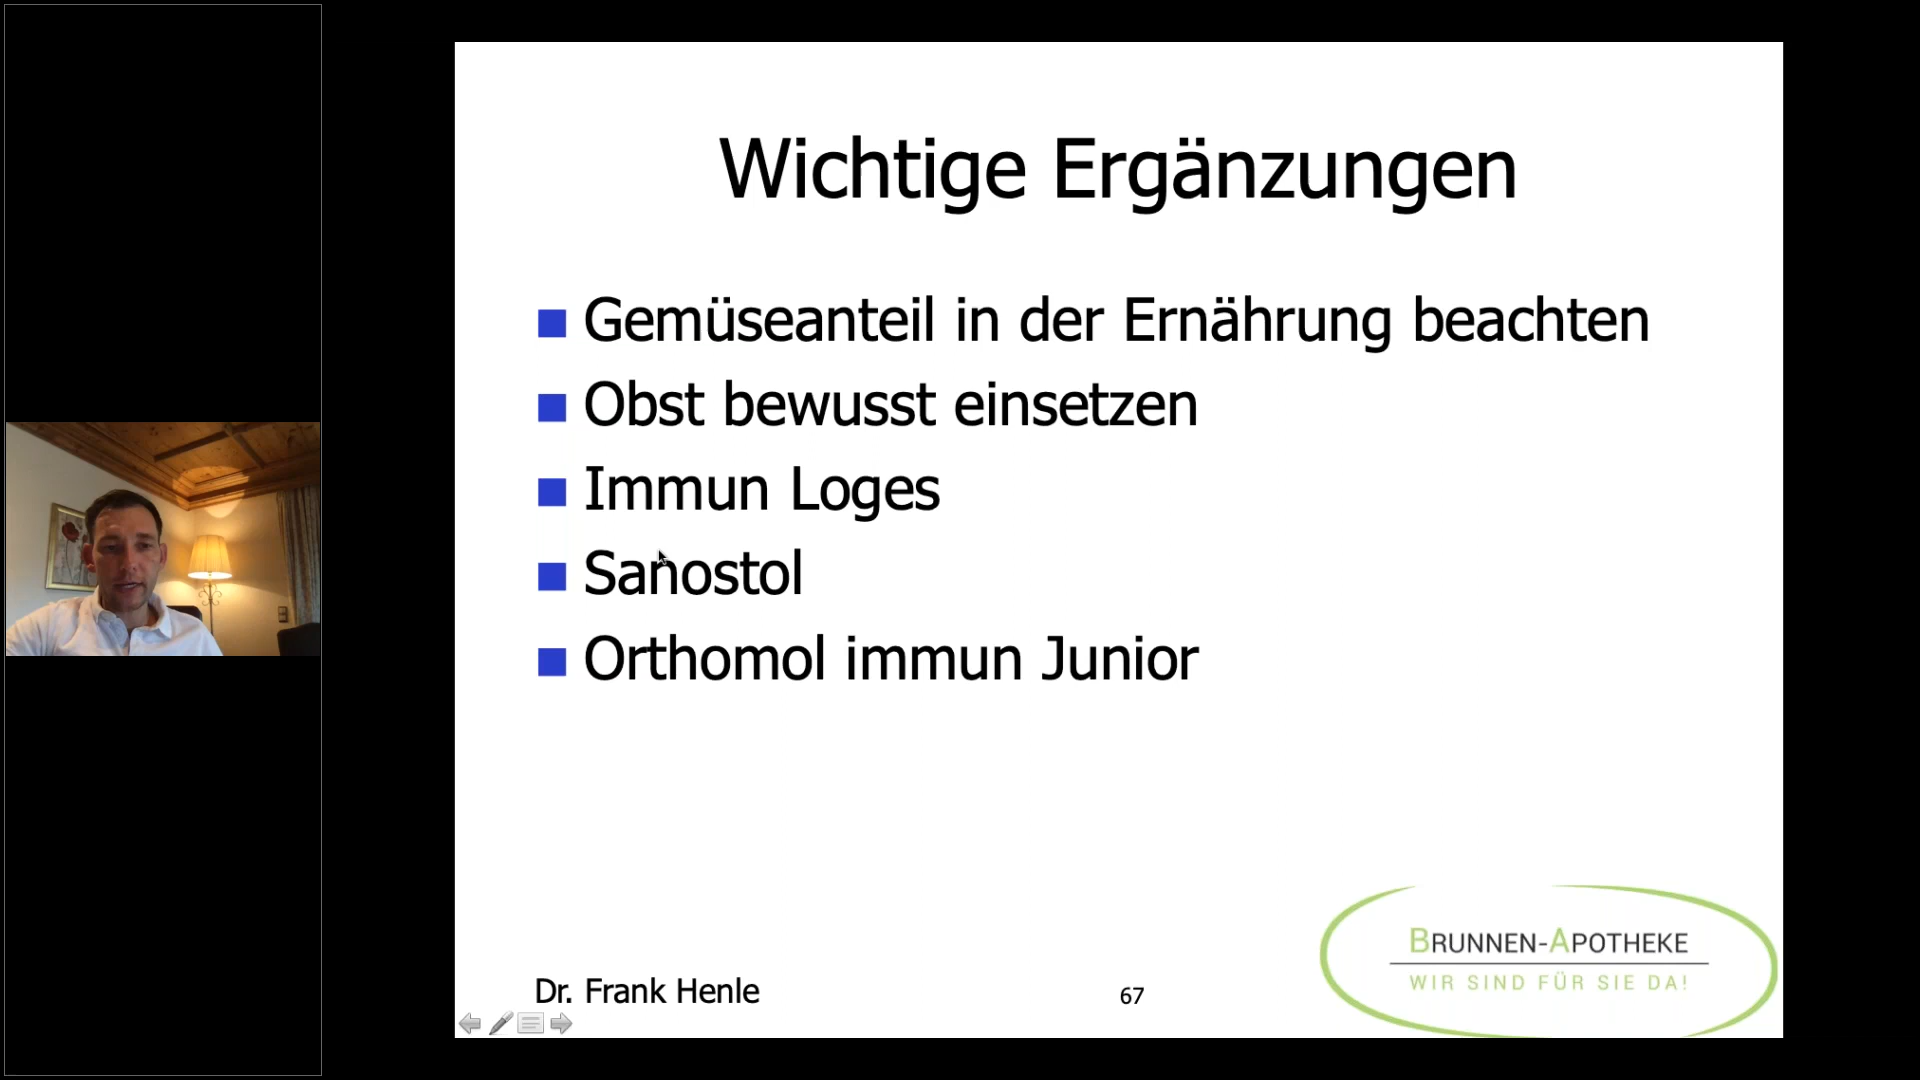 Wichtige Ergänzungen
Gemüseanteil in der Ernährung beachten
Obst bewusst einsetzen
Immun Loges
Sanostol
Orthomol immun Junior
Dr. Frank Henle
67
BRUNNEN-APOTHEKE
WIR SIND FÜR SIE DA!